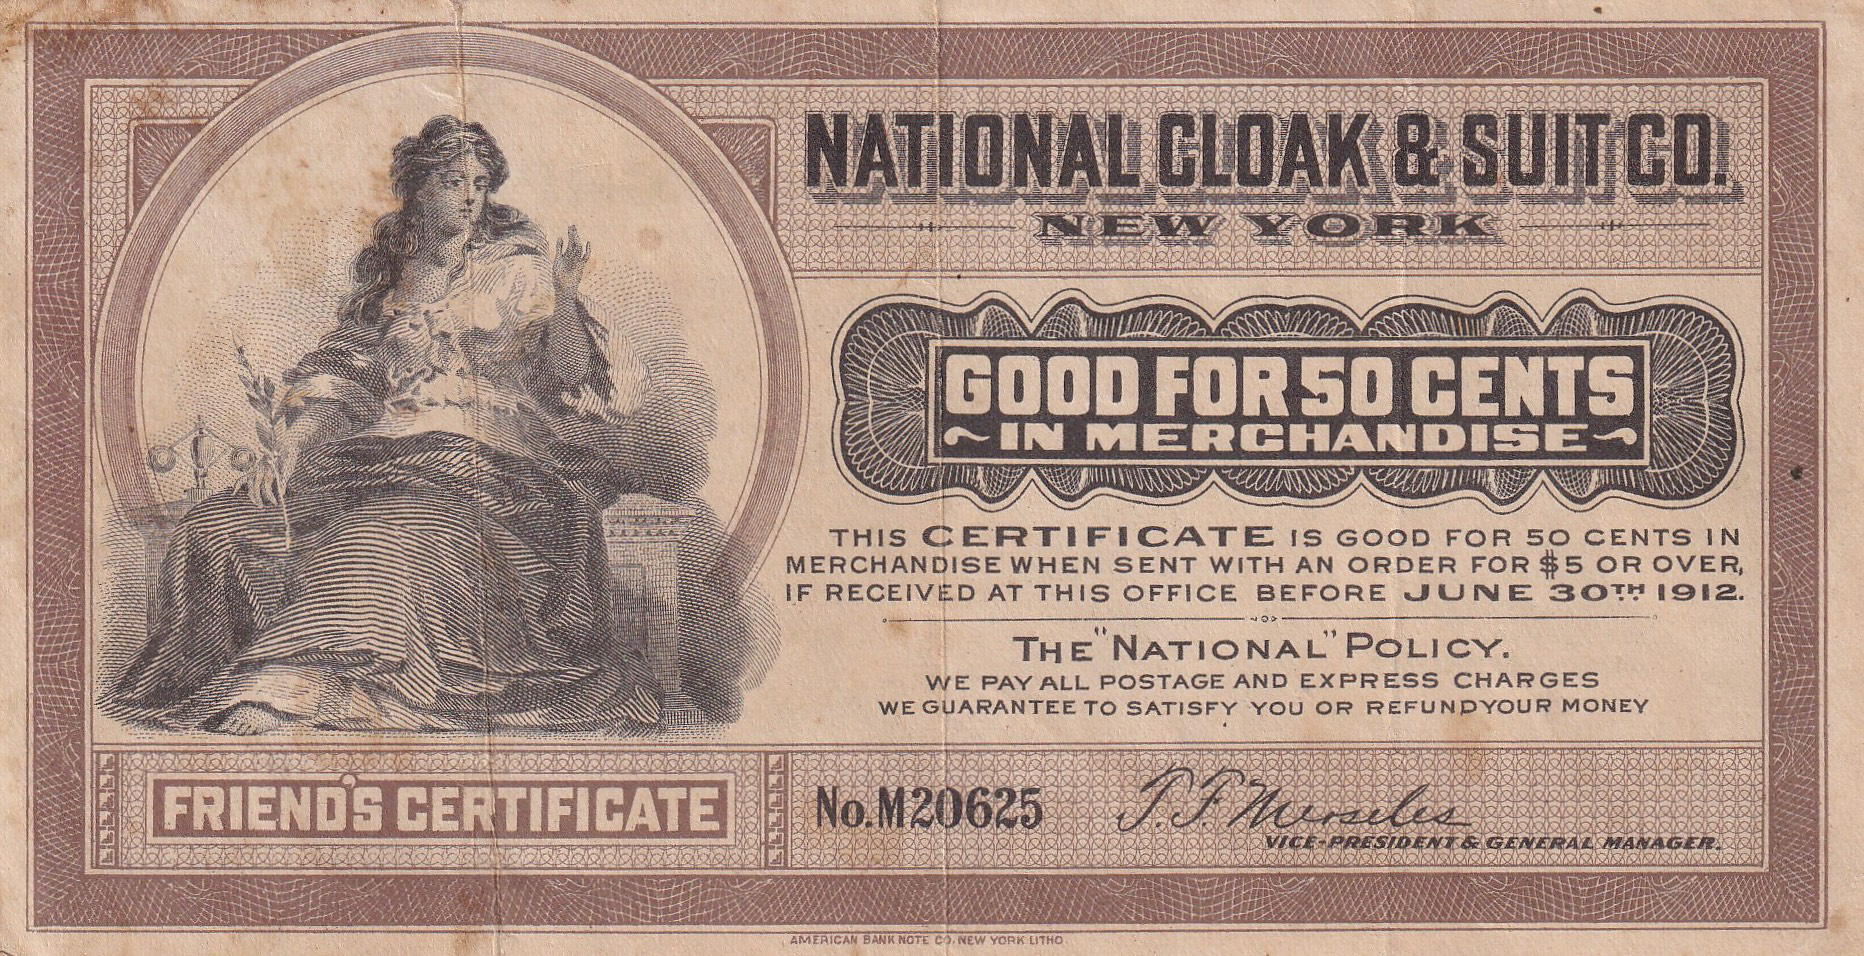 NATIONAL CLOAK & SUIT CO.
NEW YORK
GOOD FOR 50 CENTS
IN MERCHANDISE
THIS CERTIFICATE IS GOOD FOR 50 CENTS IN
MERCHANDISE WHEN SENT WITH AN ORDER FOR $5 OR OVER,
IF RECEIVED AT THIS OFFICE BEFORE JUNE 30TH 1912.
THE "NATIONAL" POLICY.
WE PAY ALL POSTAGE AND EXPRESS CHARGES
WE GUARANTEE TO SATISFY YOU OR REFUND YOUR MONEY
FRIEND'S CERTIFICATE
No. M20625
T. F. Merseles
VICE-PRESIDENT & GENERAL MANAGER.
AMERICAN BANK NOTE CO. NEW YORK LITHO